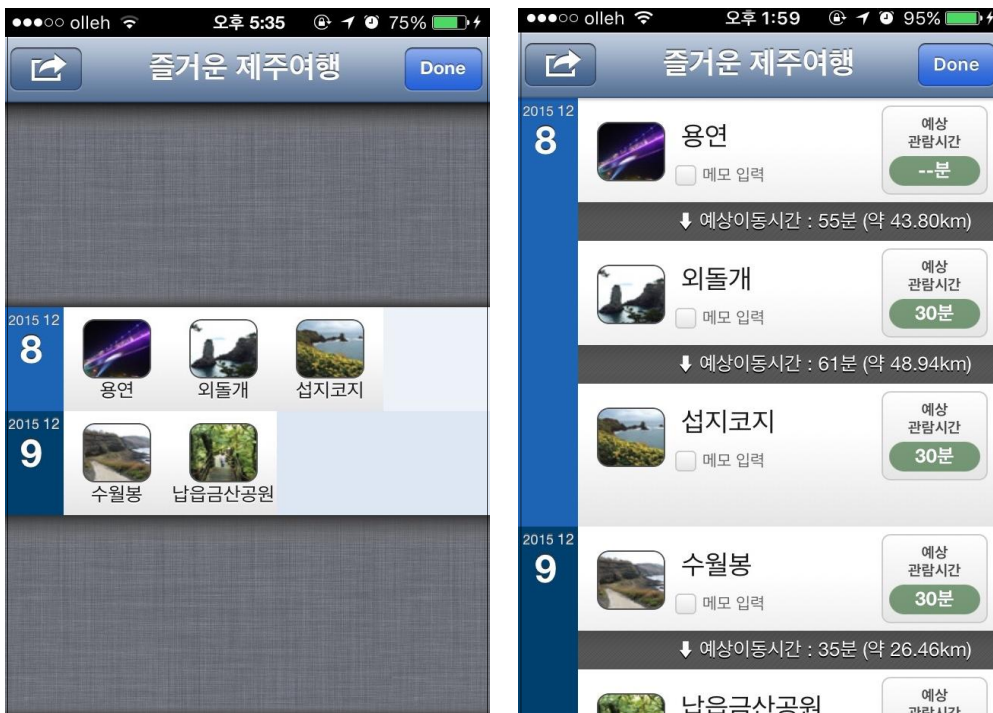 olleh 오후 5:35 75%
즐거운 제주여행
Done
2015 12
8
용연 외돌개 섭지코지
2015 12
9
수월봉 납읍금산공원
olleh 오후 1:59 95%
즐거운 제주여행
Done
2015 12
8
용연
메모 입력
예상
관람시간
--분
예상이동시간 : 55분 (약 43.80km)
외돌개
메모 입력
예상
관람시간
30분
예상이동시간 : 61분 (약 48.94km)
섭지코지
메모 입력
예상
관람시간
30분
2015 12
9
수월봉
메모 입력
예상
관람시간
30분
예상이동시간 : 35분 (약 26.46km)
납읍금산공원
예상
관람시간